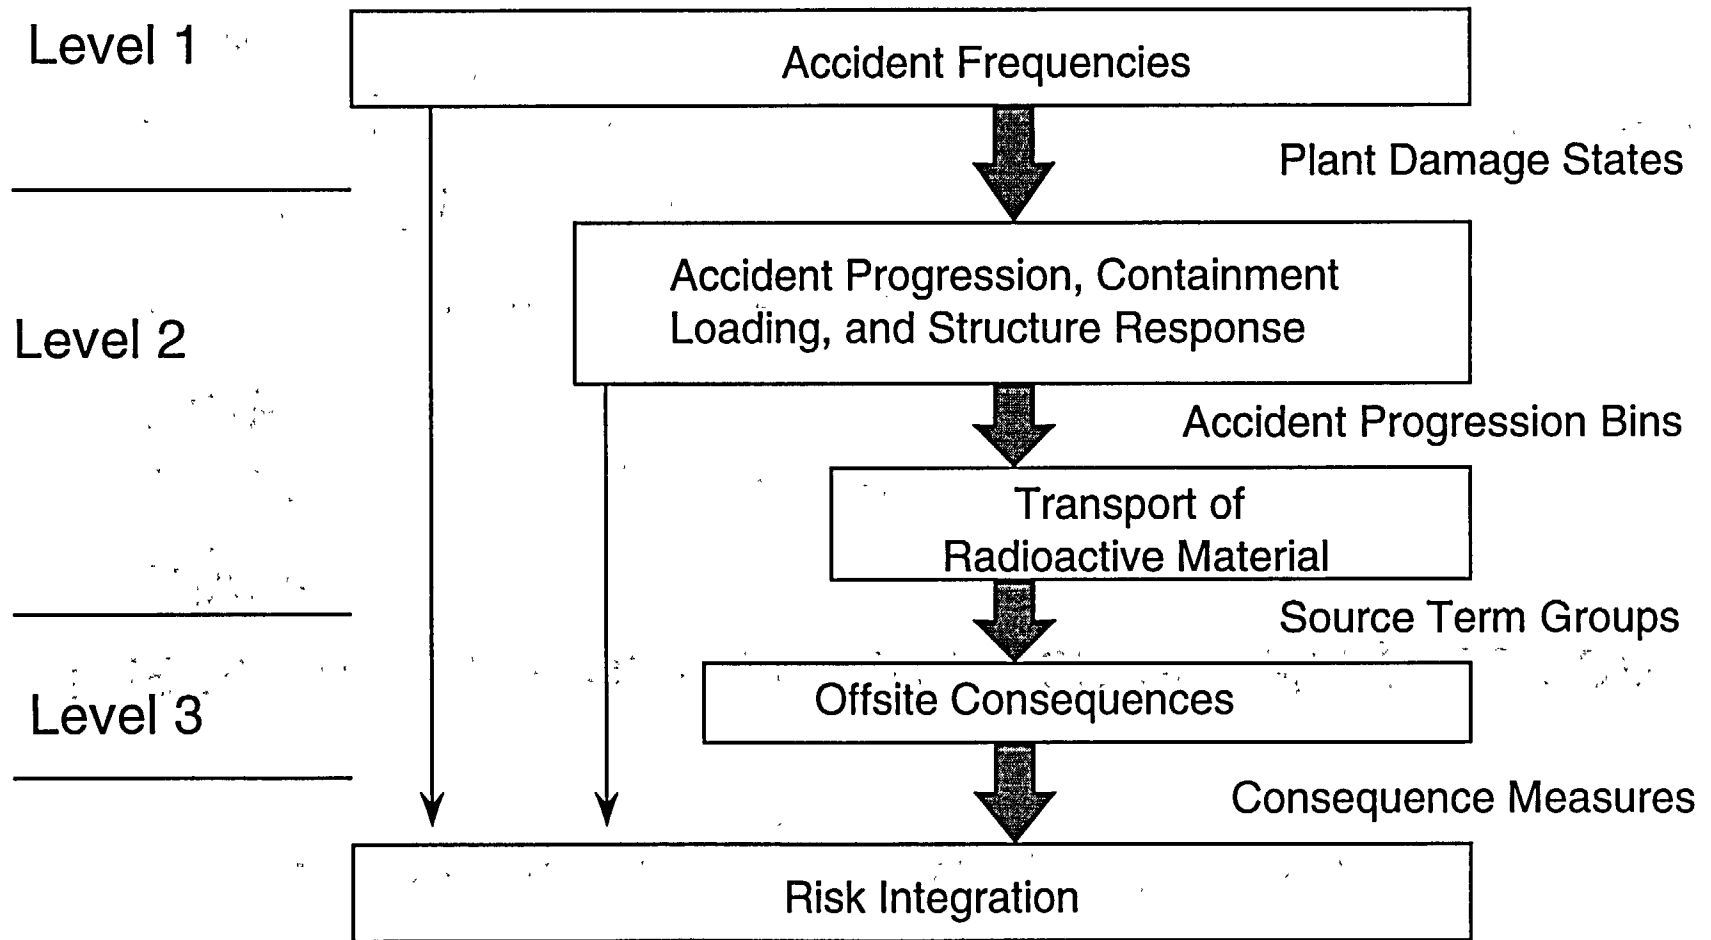 Level 1
Accident Frequencies
Plant Damage States
Accident Progression, Containment
Loading, and Structure Response
Level 2
Accident Progression Bins
Transport of
Radioactive Material
Source Term Groups
Offsite Consequences
Level 3
Consequence Measures
Risk Integration